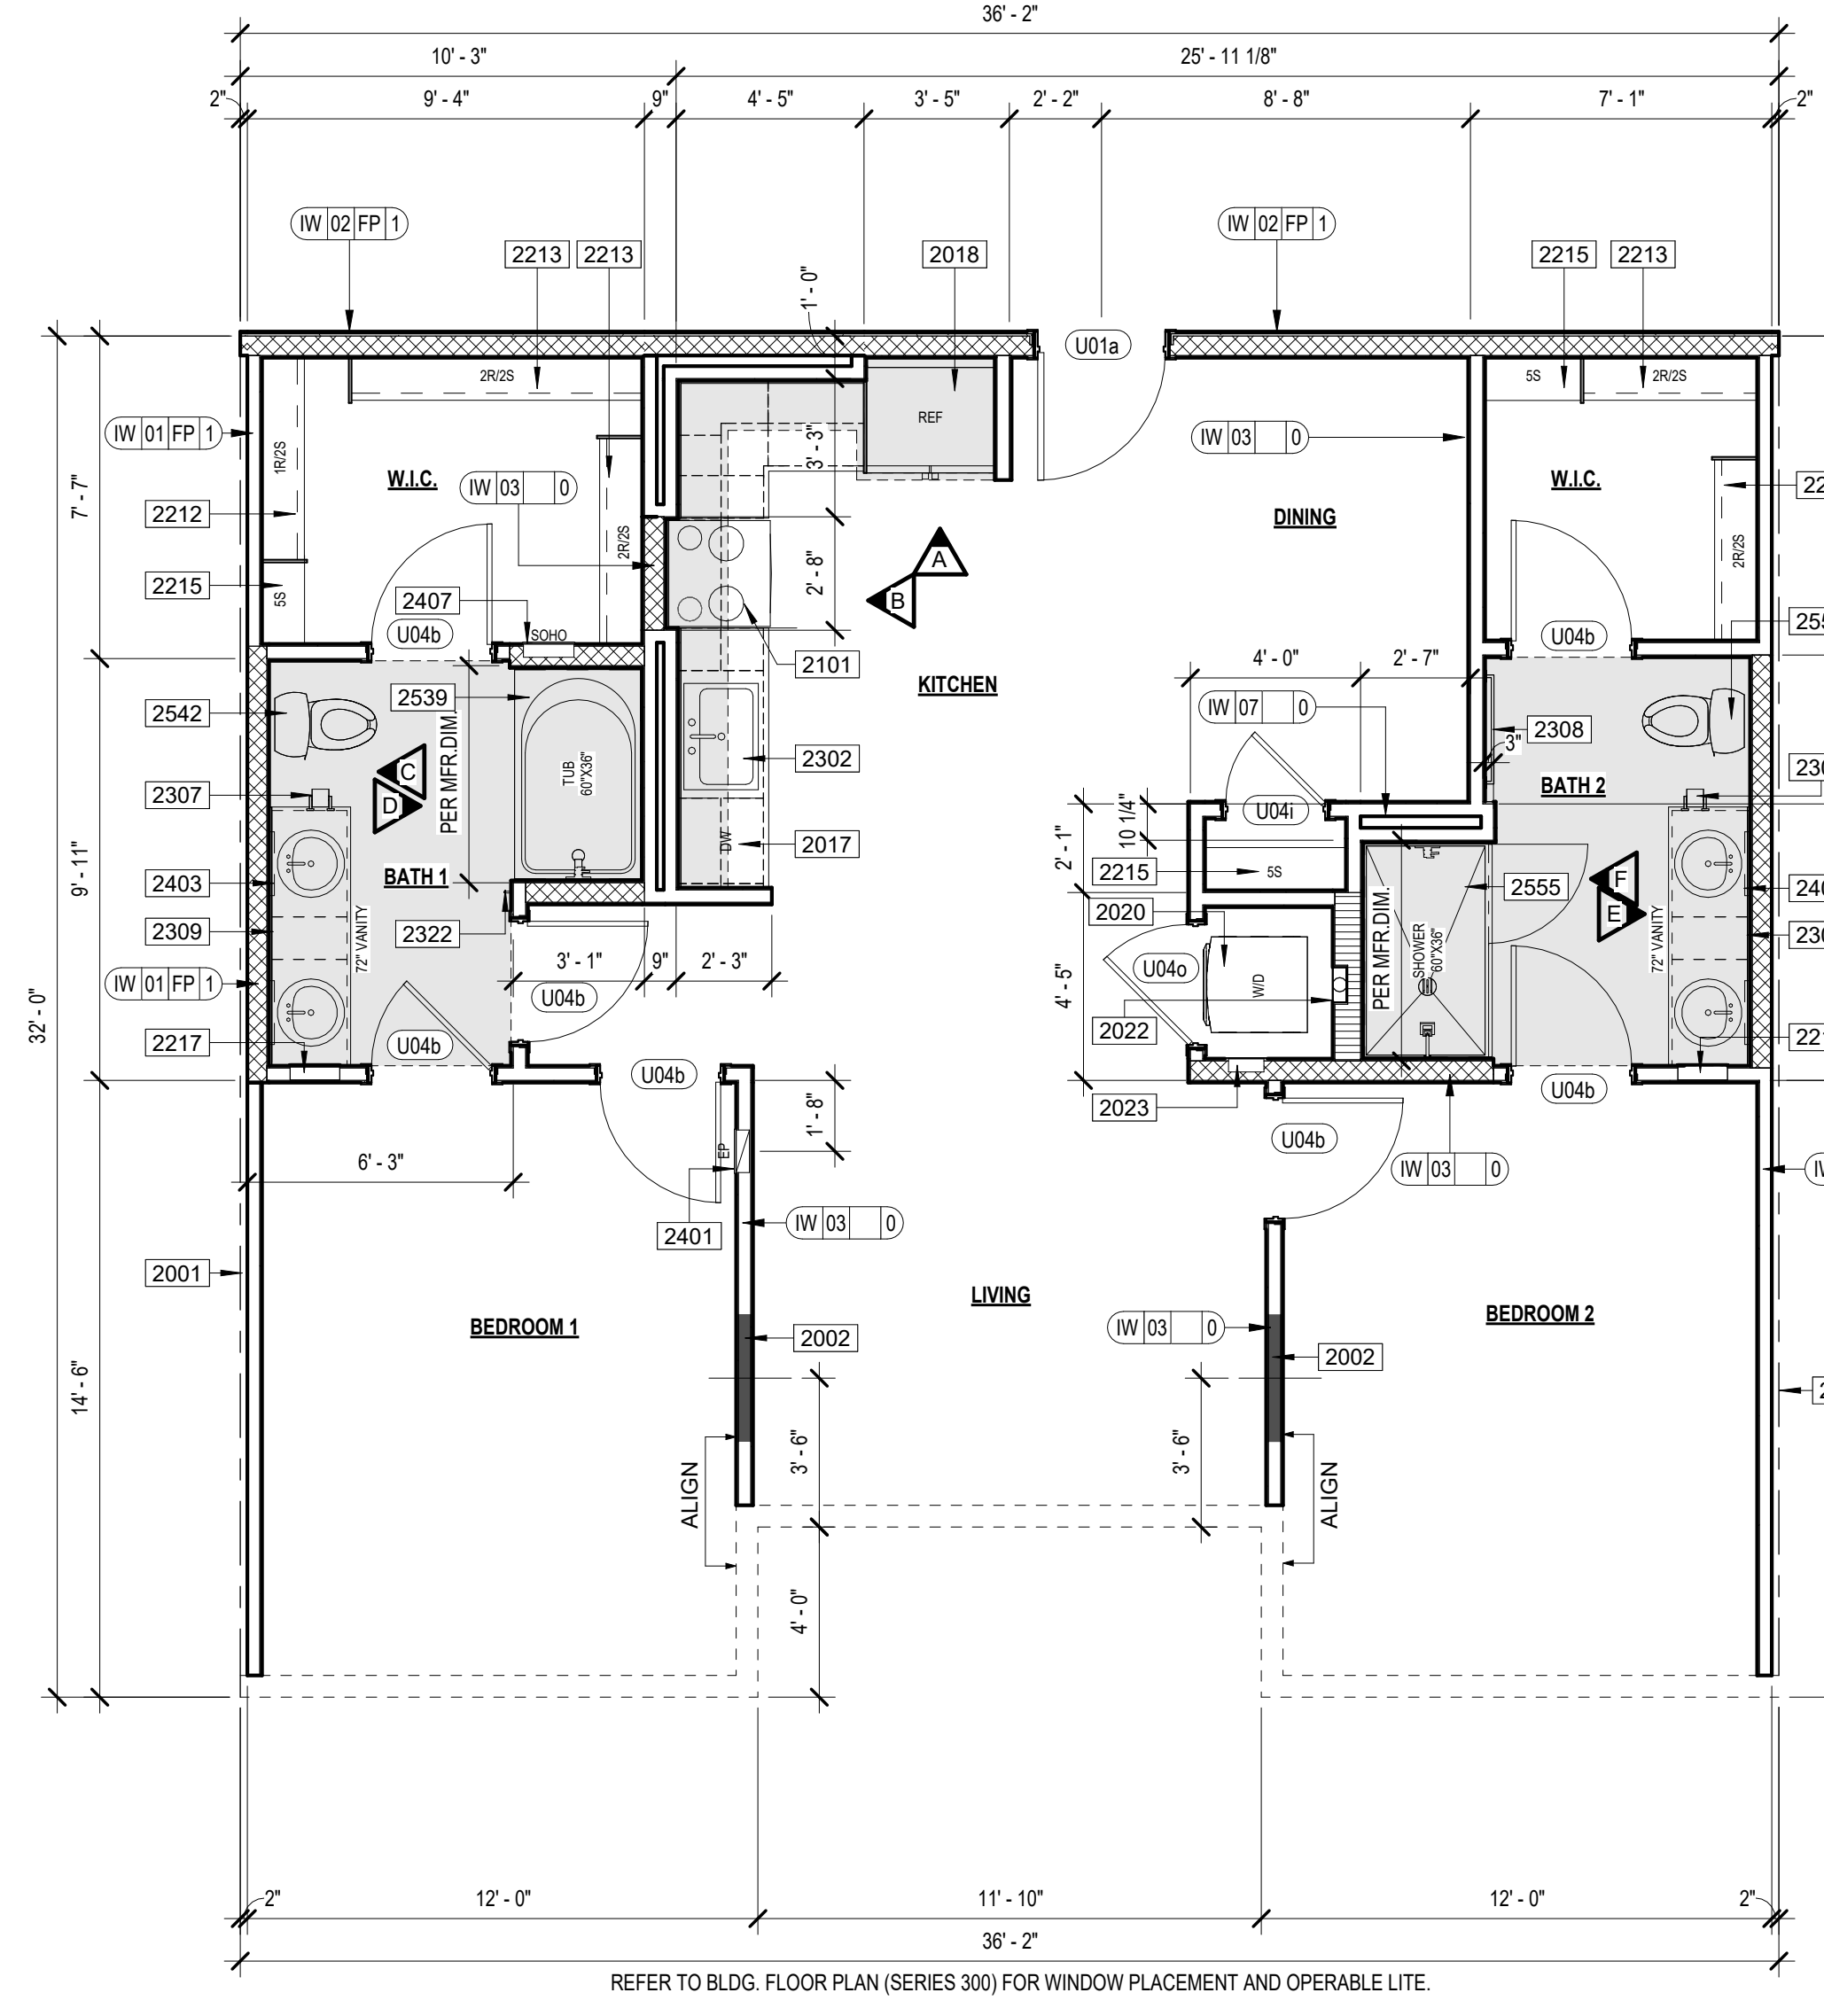 36' - 2"
10' - 3"
25' - 11 1/8"
2"
9' - 4"
9"
4' - 5"
3' - 5"
2' - 2"
8' - 8"
7' - 1"
2"
IW 02 FP 1
2213
2213
2018
IW 02 FP 1
2215
2213
1' - 0"
U01a
2R/2S
REF
5S
2R/2S
IW 01 FP 1
1R/2S
3' - 3"
IW 03 0
W.I.C.
IW 03 0
W.I.C.
7' - 7"
2212
DINING
2R/2S
2R/2S
A
2' - 8"
2215
5S
2407
B
U04b
SOHO
U04b
2101
4' - 0"
2' - 7"
KITCHEN
2539
2542
IW 07 0
2308
3"
PER MFR.DIM.
TUB
60"X36"
2302
C
D
2307
BATH 2
U04i
10 1/4"
2' - 1"
DW
2017
9' - 11"
2403
BATH 1
2215
5S
2555
F
E
2020
2309
72" VANITY
2322
PER MFR.DIM.
SHOWER
60"X36"
72" VANITY
3' - 1"
9"
2' - 3"
U04o
W/D
4' - 5"
IW 01 FP 1
U04b
32' - 0"
2217
U04b
2022
U04b
U04b
2023
1' - 8"
U04b
EP
6' - 3"
IW 03 0
2401
IW 03 0
2001
LIVING
BEDROOM 1
2002
IW 03 0
BEDROOM 2
2002
14' - 6"
3' - 6"
3' - 6"
ALIGN
ALIGN
4' - 0"
2"
12' - 0"
11' - 10"
12' - 0"
2"
36' - 2"
REFER TO BLDG. FLOOR PLAN (SERIES 300) FOR WINDOW PLACEMENT AND OPERABLE LITE.